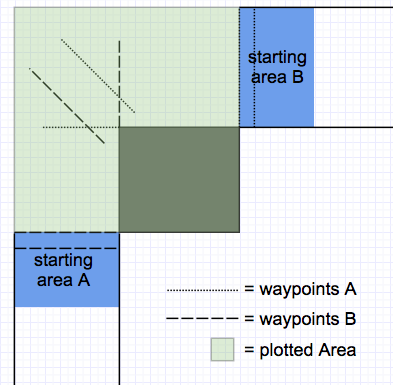 starting
area B
starting
area A
= waypoints A
= waypoints B
= plotted Area